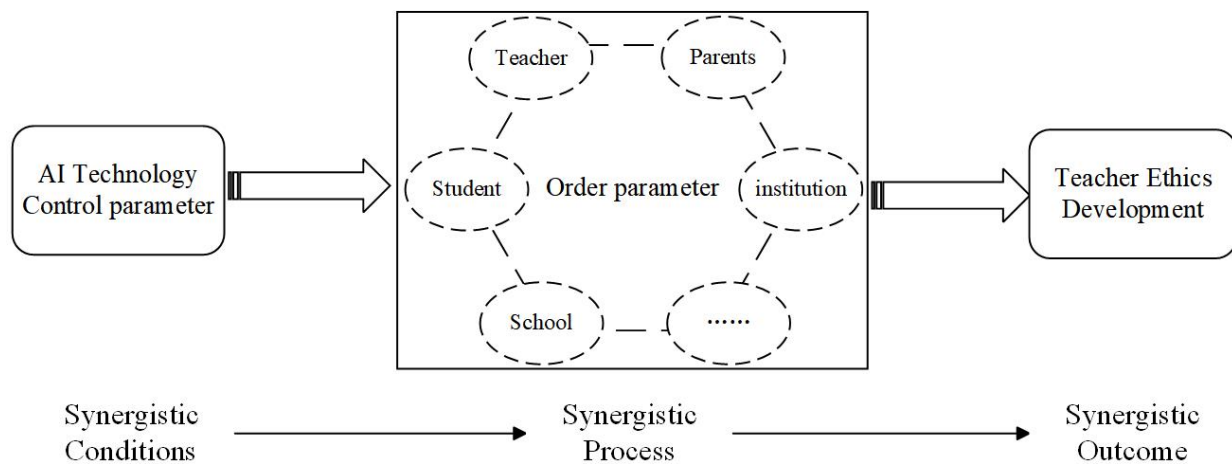 Teacher
Parents
AI Technology
Control parameter
Student
Order parameter
institution
Teacher Ethics
Development
School
......
Synergistic
Conditions
Synergistic
Process
Synergistic
Outcome